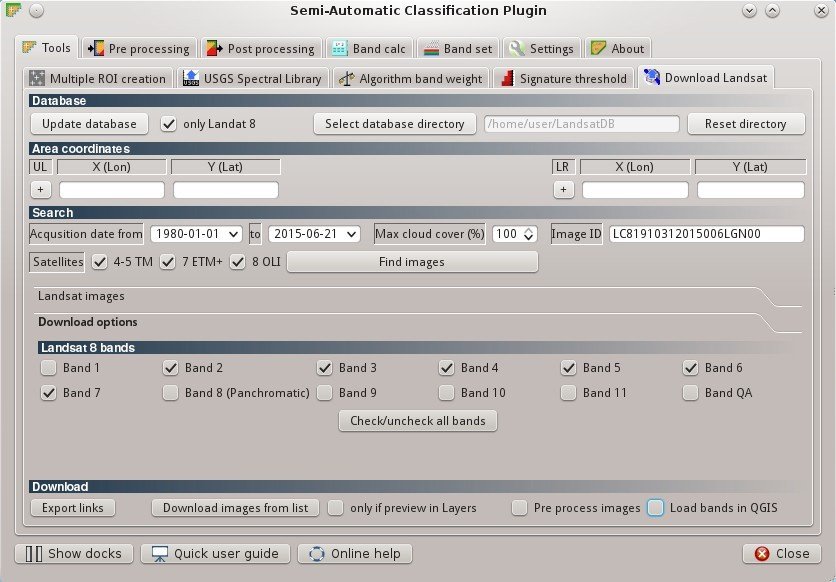 Semi-Automatic Classification Plugin
Tools Pre processing Post processing Band calc Band set Settings About
Multiple ROI creation USGS USGS Spectral Library Algorithm band weight Signature threshold Download Landsat
Database
Update database only Landat 8 Select database directory /home/user/LandsatDB Reset directory
Area coordinates
UL X (Lon) Y (Lat) LR X (Lon) Y (Lat)
+ +
Search
Acqusition date from 1980-01-01 to 2015-06-21 Max cloud cover (%) 100 Image ID LC81910312015006LGN00
Satellites 4-5 TM 7 ETM+ 8 OLI Find images
Landsat images
Download options
Landsat 8 bands
Band 1 Band 2 Band 3 Band 4 Band 5 Band 6
Band 7 Band 8 (Panchromatic) Band 9 Band 10 Band 11 Band QA
Check/uncheck all bands
Download
Export links Download images from list only if preview in Layers Pre process images Load bands in QGIS
Show docks Quick user guide Online help Close